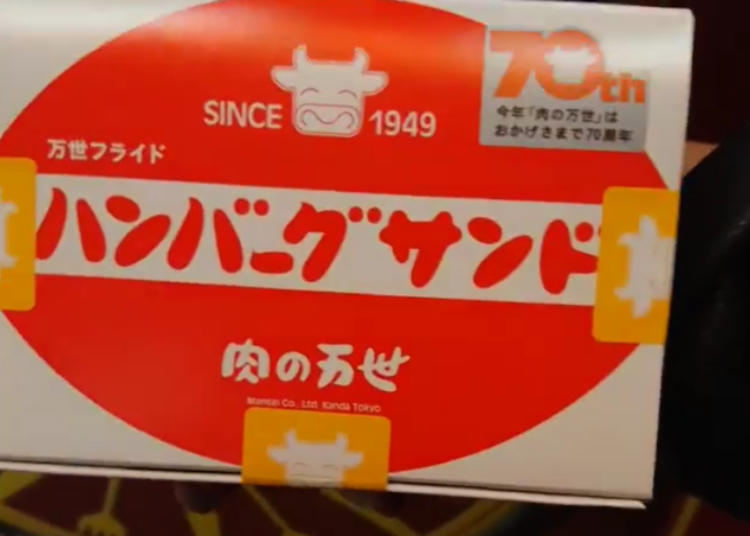 70th
今年「肉の万世」は
おかげさまで70周年
SINCE 1949
万世フライド
ハンバーグサンド
肉の万世
Mansei Co., Ltd. Kanda Tokyo